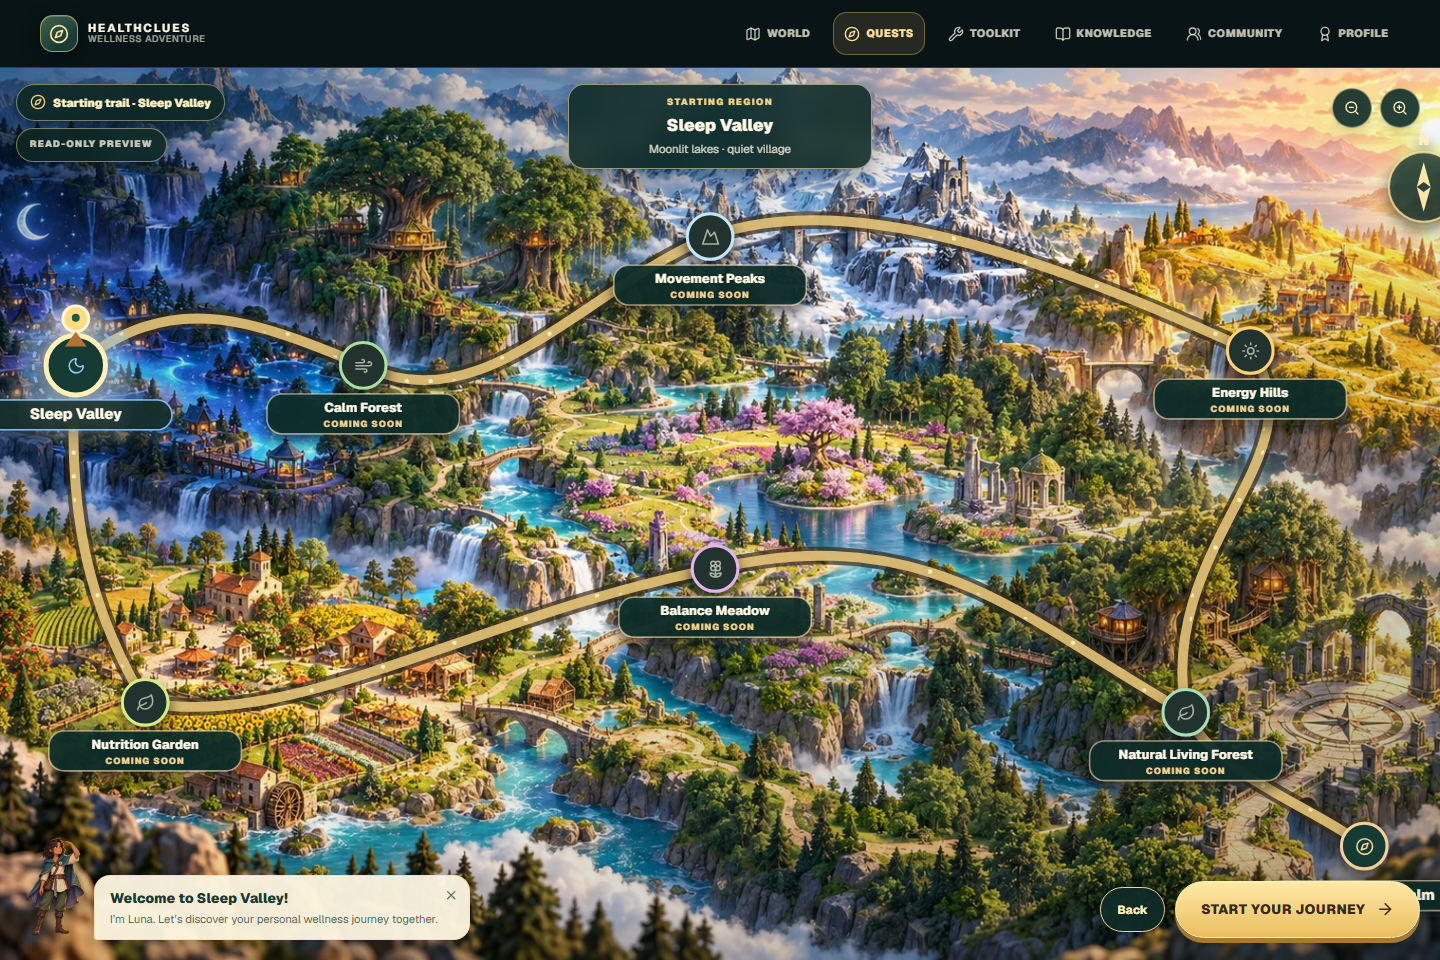 HEALTHCLUES
WELLNESS ADVENTURE
WORLD
QUESTS
TOOLKIT
KNOWLEDGE
COMMUNITY
PROFILE
Starting trail · Sleep Valley
READ-ONLY PREVIEW
STARTING REGION
Sleep Valley
Moonlit lakes · quiet village
Movement Peaks
COMING SOON
Sleep Valley
Calm Forest
COMING SOON
Energy Hills
COMING SOON
Balance Meadow
COMING SOON
Nutrition Garden
COMING SOON
Natural Living Forest
COMING SOON
Welcome to Sleep Valley!
I'm Luna. Let's discover your personal wellness journey together.
Back
START YOUR JOURNEY
lm